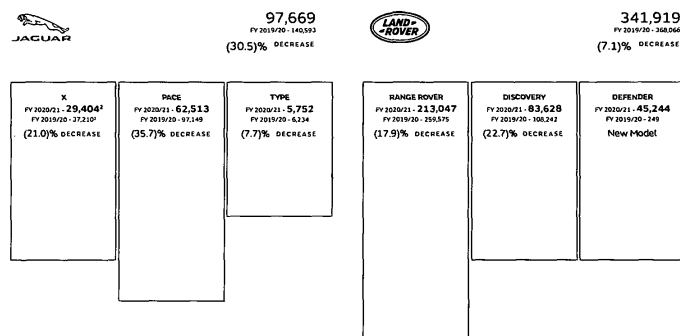 JAGUAR
97,669
FY 2019/20 - 140,593
(30.5)% DECREASE
LAND-
-ROVER
341,919
FY 2019/20 - 368,066
(7.1)% DECREASE
X
FY 2020/21 - 29,404²
FY 2019/20 - 37,210²
(21.0)% DECREASE
PACE
FY 2020/21 - 62,513
FY 2019/20 - 97,149
(35.7)% DECREASE
TYPE
FY 2020/21 - 5,752
FY 2019/20 - 6,234
(7.7)% DECREASE
RANGE ROVER
FY 2020/21 - 213,047
FY 2019/20 - 259,575
(17.9)% DECREASE
DISCOVERY
FY 2020/21 - 83,628
FY 2019/20 - 108,242
(22.7)% DECREASE
DEFENDER
FY 2020/21 - 45,244
FY 2019/20 - 249
New Model